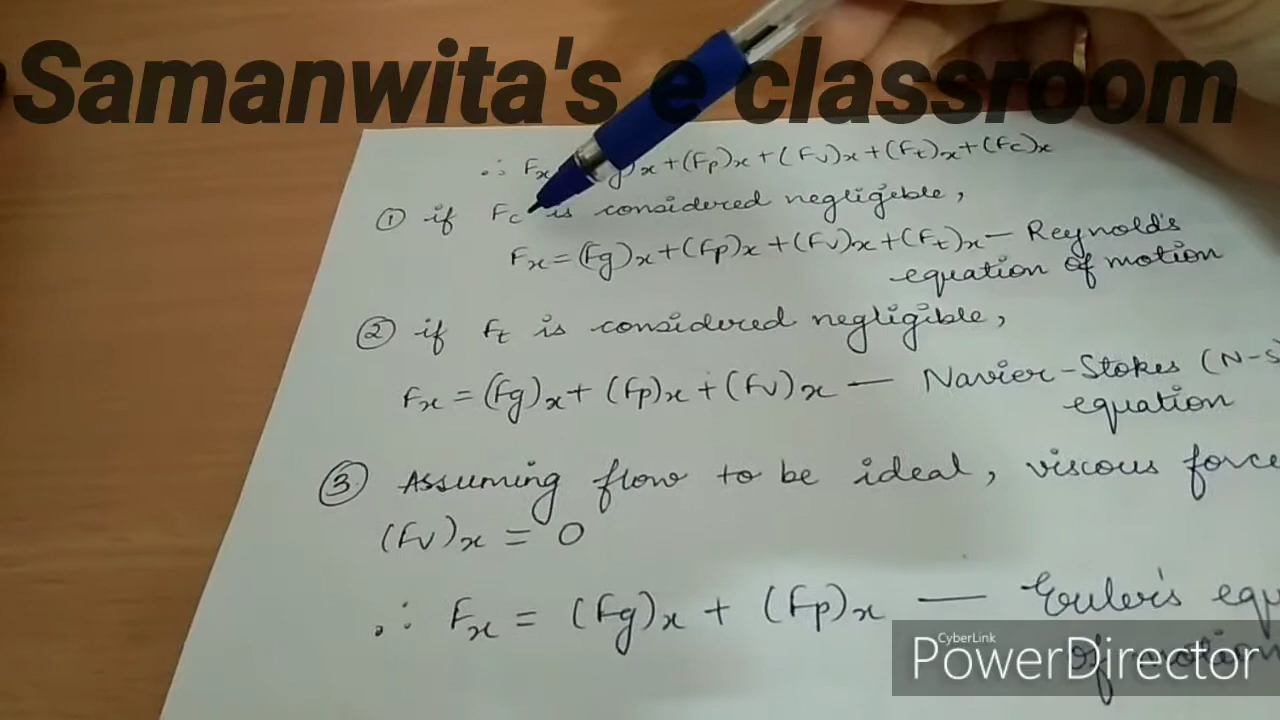 Samanwita's e classroom
∴ Fx g)x + (Fp)x + (Fv)x + (Ft)x + (Fc)x
① if Fc is considered negligible,
Fx = (Fg)x + (Fp)x + (Fv)x + (Ft)x — Reynold's
equation of motion
② if Ft is considered negligible,
Fx = (Fg)x + (Fp)x + (Fv)x — Navier-Stokes (N-S
equation
③ Assuming flow to be ideal, viscous force
(Fv)x = 0
∴ Fx = (Fg)x + (Fp)x — Euler's equ
of motion
CyberLink
PowerDirector